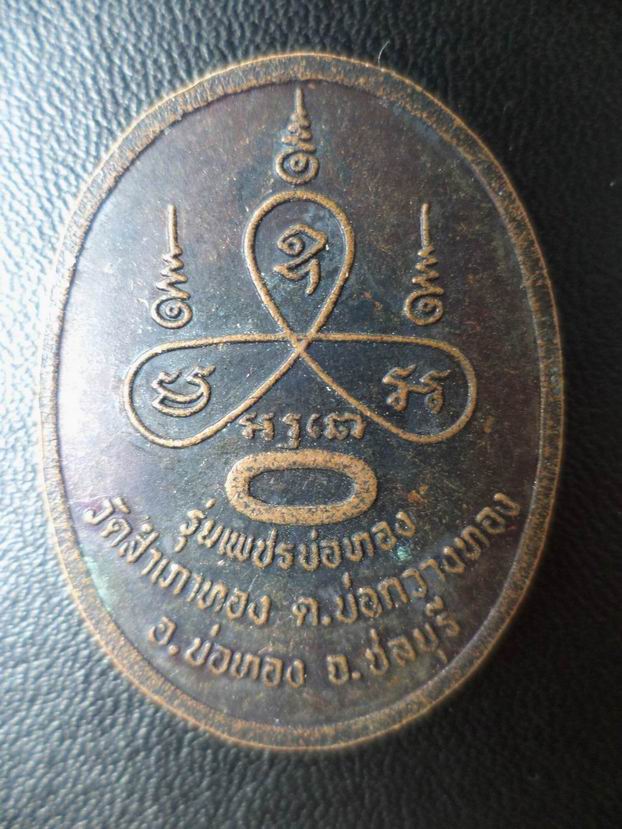 รุ่นเพชรบ่อทอง
วัดสำเภาทอง ต.บ่อกวางทอง
อ.บ่อทอง จ.ชลบุรี